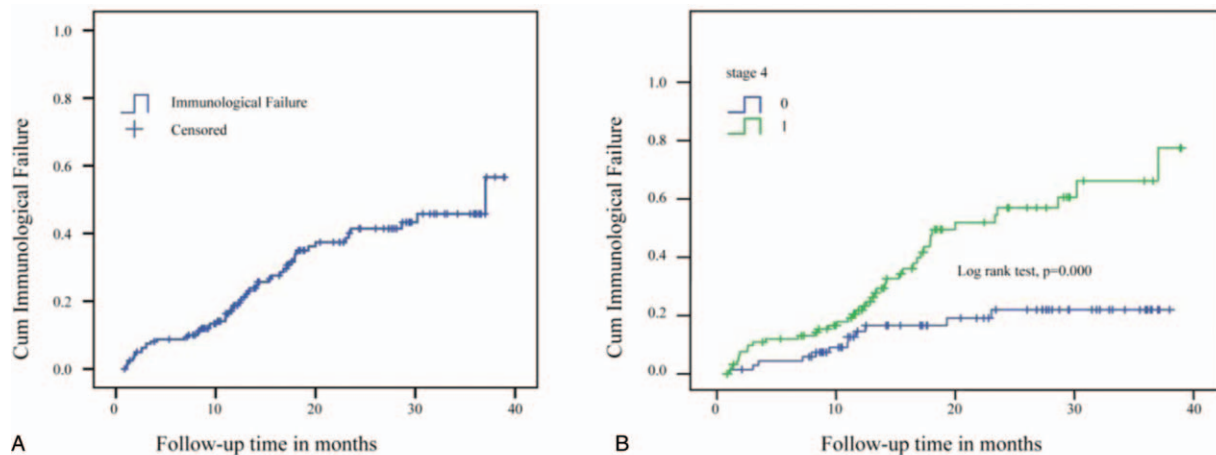 1.0
0.8
0.6
0.4
0.2
0.0
Cum Immunological Failure
Immunological Failure
Censored
0 10 20 30 40
Follow-up time in months
A
1.0
0.8
0.6
0.4
0.2
0.0
Cum Immunological Failure
stage 4
0
1
Log rank test, p=0.000
0 10 20 30 40
Follow-up time in months
B